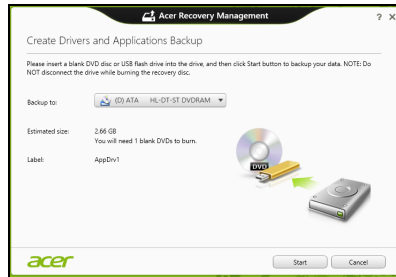 Acer Recovery Management
? X
Create Drivers and Applications Backup
Please insert a blank DVD disc or USB flash drive into the drive, and then click Start button to backup your data. NOTE: Do
NOT disconnect the drive while burning the recovery disc.
Backup to: (D) ATA HL-DT-ST DVDRAM
Estimated size: 2.66 GB
You will need 1 blank DVDs to burn.
Label: AppDrv1
DVD
acer Start Cancel